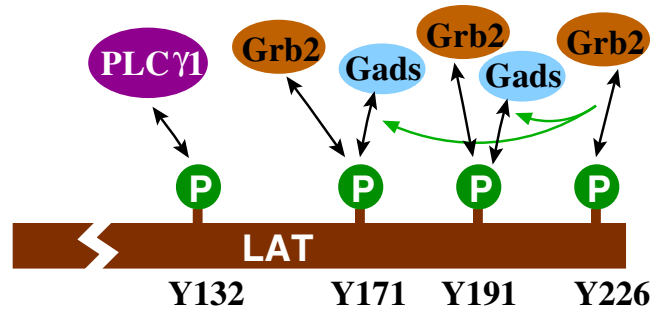 Grb2 Grb2 Grb2
PLCγ1 Gads Gads
P P P P
LAT
Y132 Y171 Y191 Y226